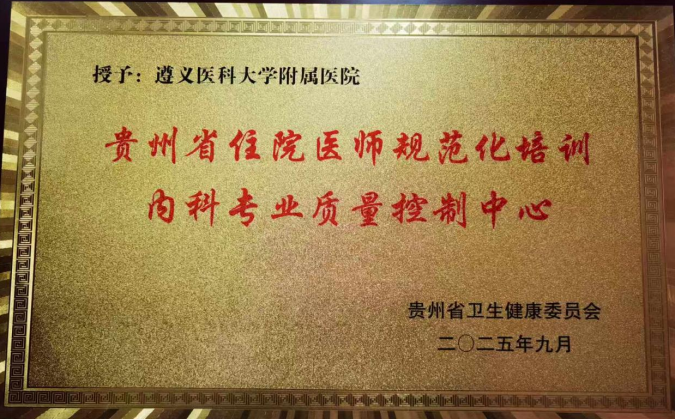 授予：遵义医科大学附属医院
贵州省住院医师规范化培训
内科专业质量控制中心
贵州省卫生健康委员会
二〇二五年九月